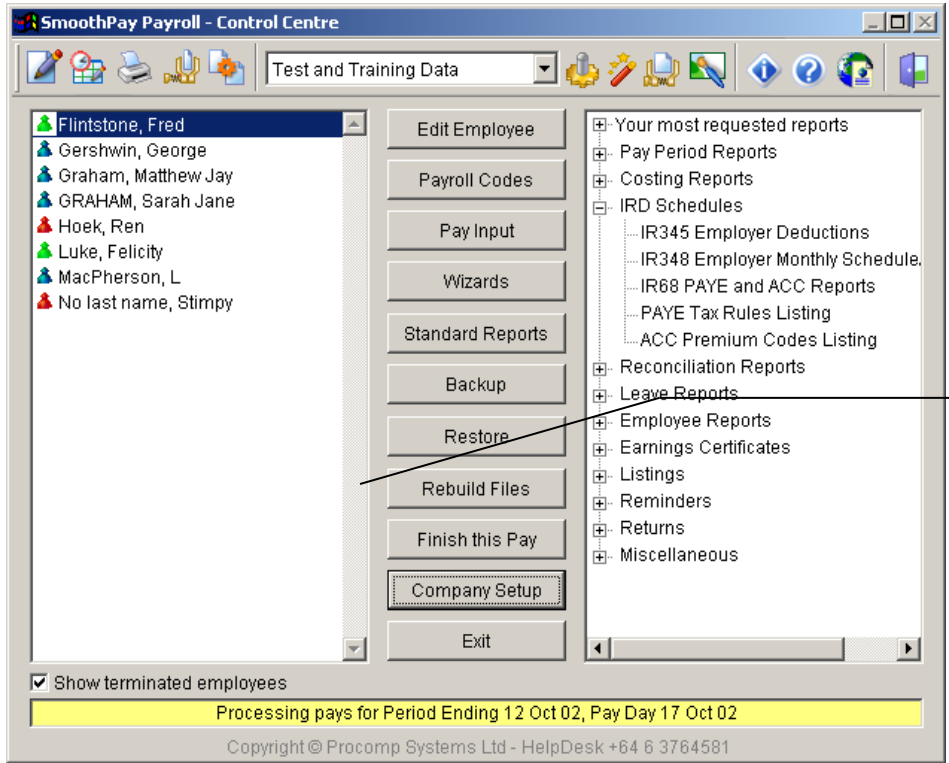 SmoothPay Payroll - Control Centre
Test and Training Data
Flintstone, Fred
Gershwin, George
Graham, Matthew Jay
GRAHAM, Sarah Jane
Hoek, Ren
Luke, Felicity
MacPherson, L
No last name, Stimpy
Edit Employee
Payroll Codes
Pay Input
Wizards
Standard Reports
Backup
Restore
Rebuild Files
Finish this Pay
Company Setup
Exit
Your most requested reports
Pay Period Reports
Costing Reports
IRD Schedules
IR345 Employer Deductions
IR348 Employer Monthly Schedule.
IR68 PAYE and ACC Reports
PAYE Tax Rules Listing
ACC Premium Codes Listing
Reconciliation Reports
Leave Reports
Employee Reports
Earnings Certificates
Listings
Reminders
Returns
Miscellaneous
Show terminated employees
Processing pays for Period Ending 12 Oct 02, Pay Day 17 Oct 02
Copyright © Procomp Systems Ltd - HelpDesk +64 6 3764581